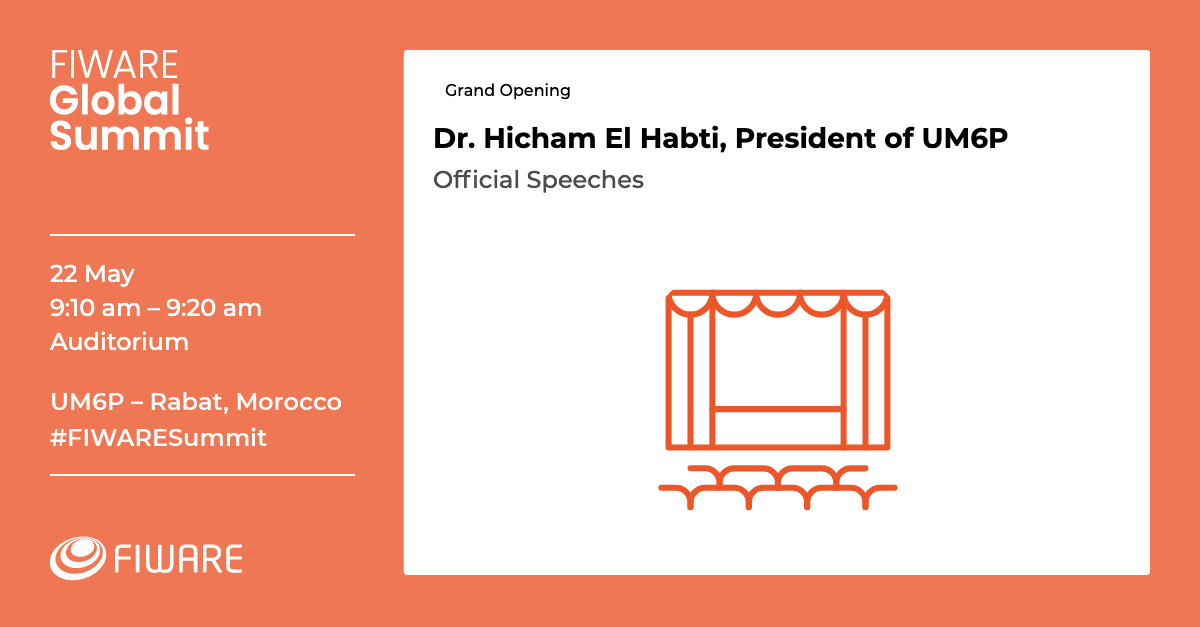 FIWARE
Global
Summit
22 May
9:10 am – 9:20 am
Auditorium
UM6P – Rabat, Morocco
#FIWARESummit
FIWARE
Grand Opening
Dr. Hicham El Habti, President of UM6P
Official Speeches